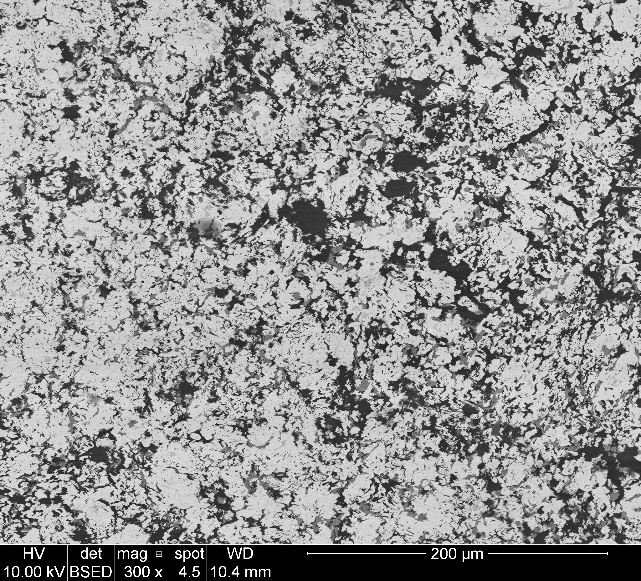 HV det mag ≡ spot WD
10.00 kV BSED 300 x 4.5 10.4 mm 200 µm